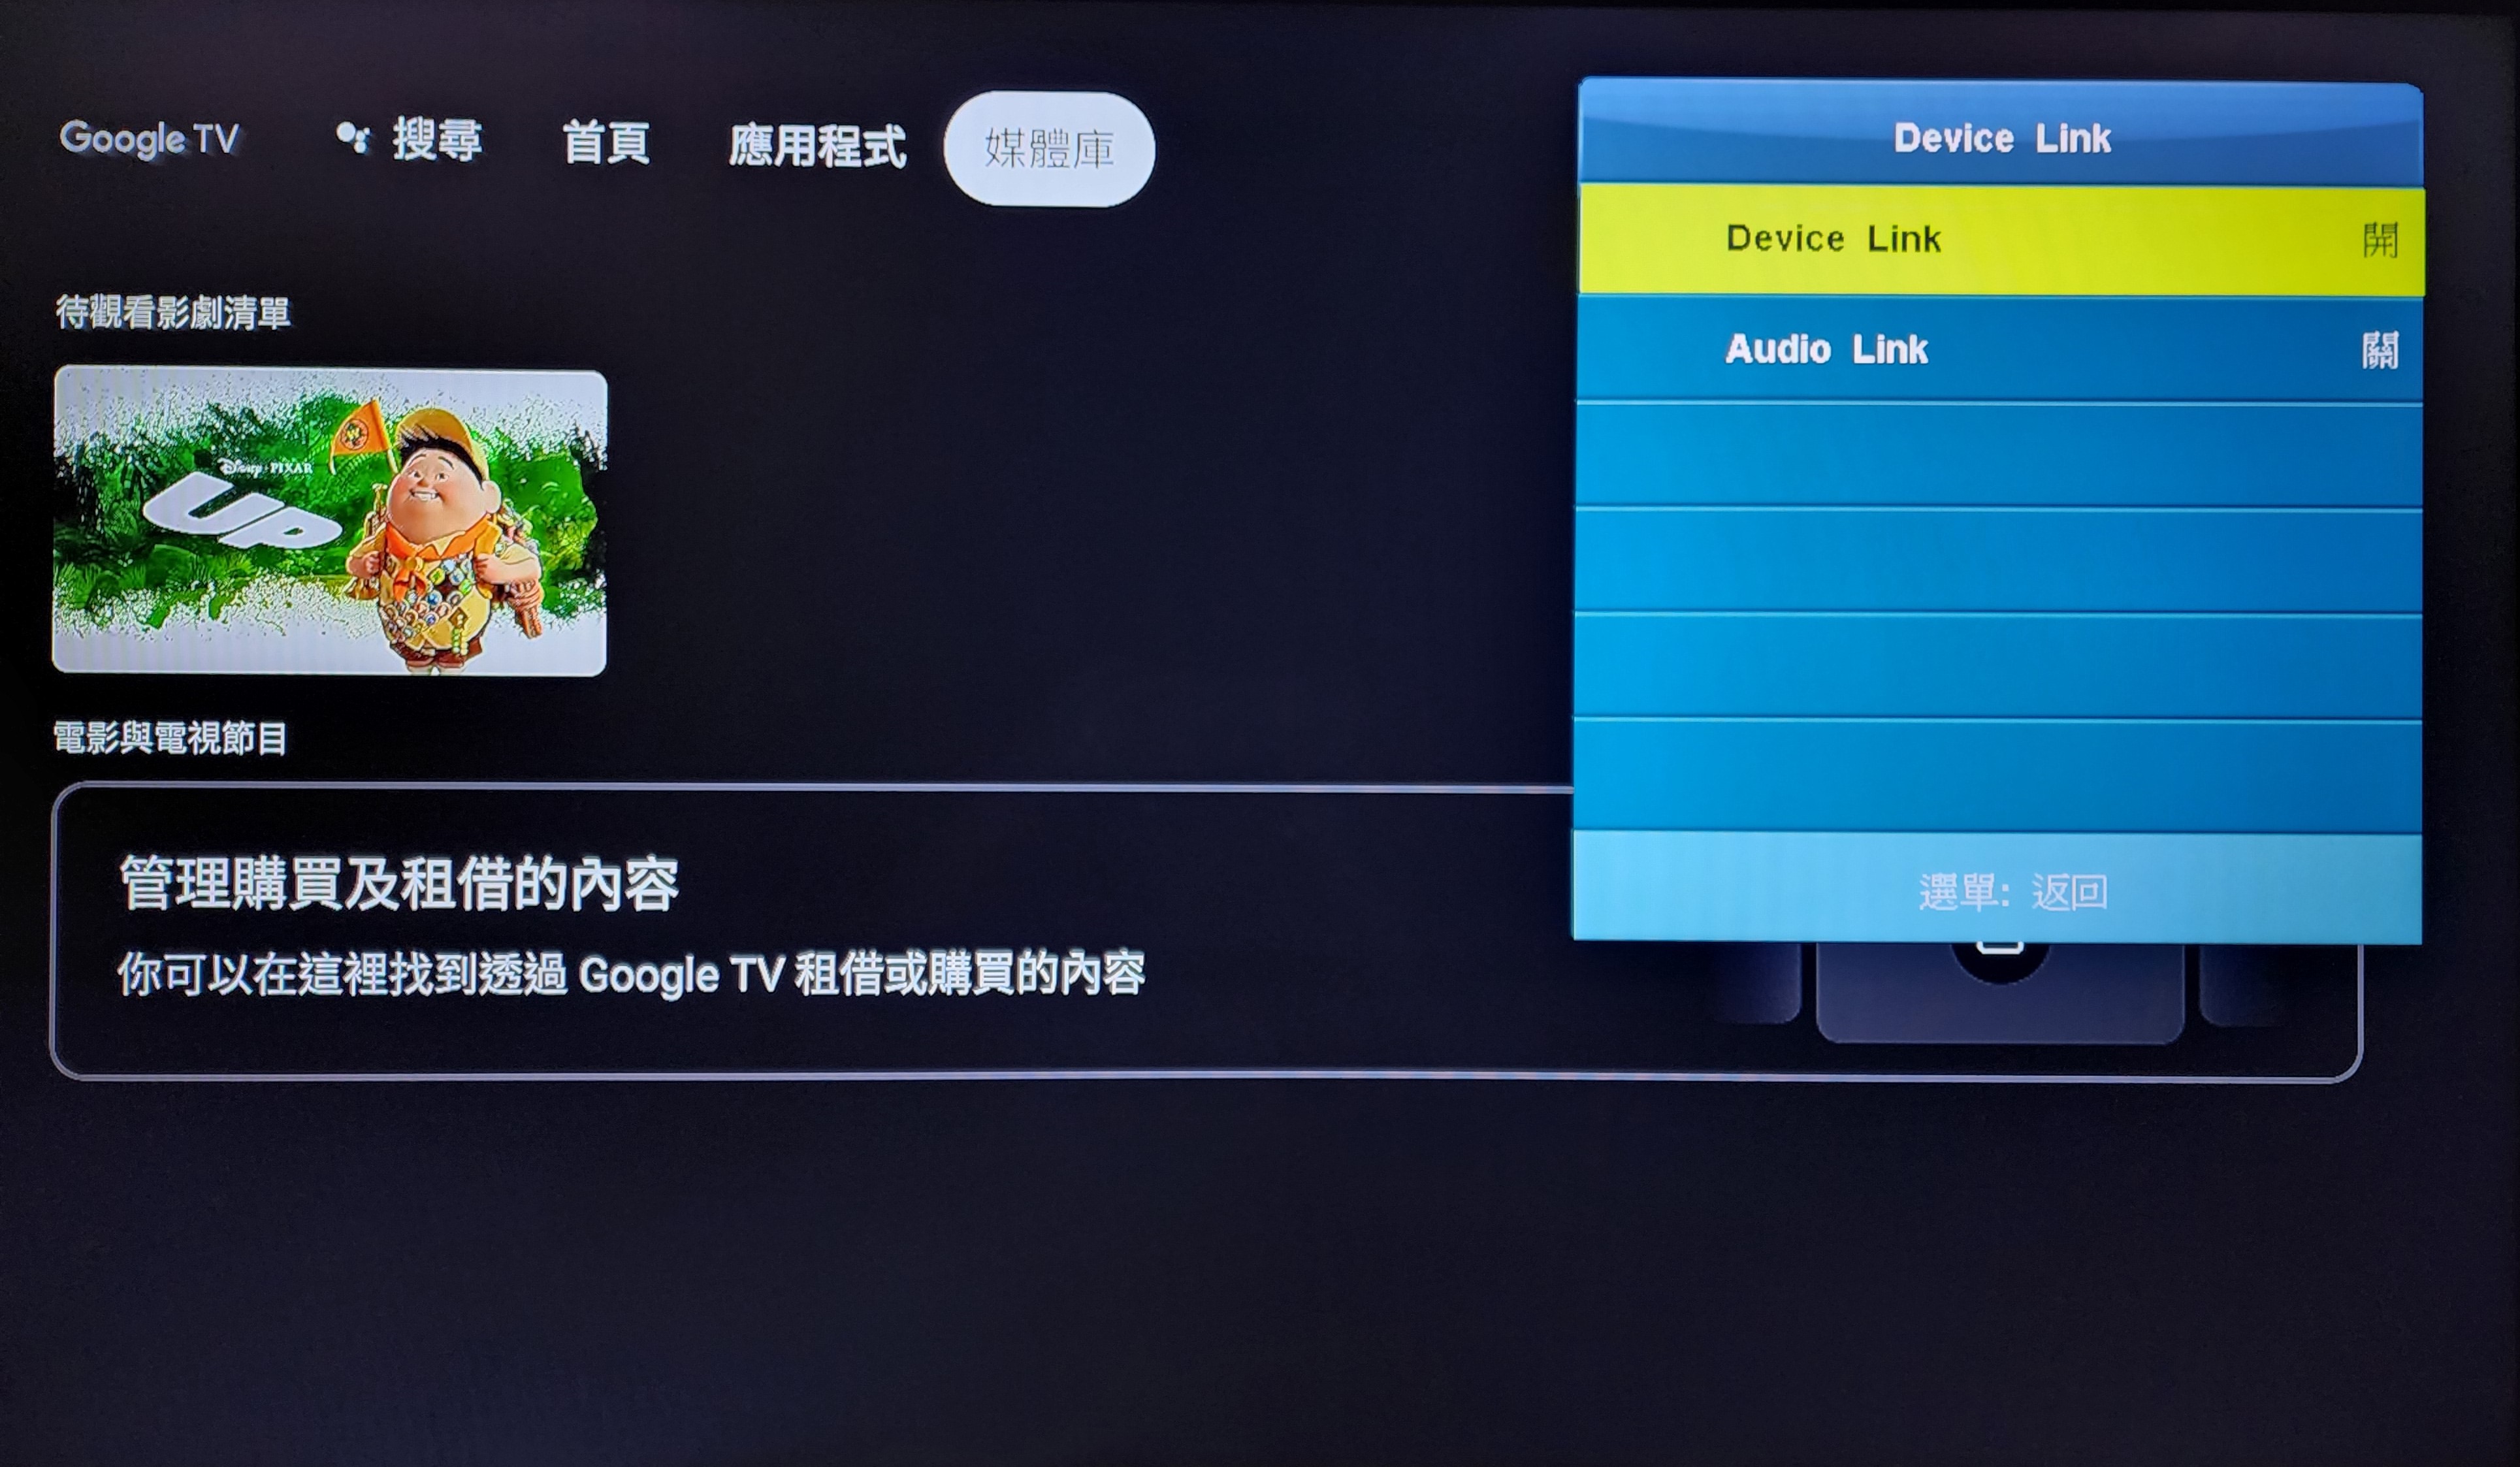 Google TV 搜尋 首頁 應用程式 媒體庫
待觀看影劇清單
Disney·PIXAR
UP
電影與電視節目
管理購買及租借的內容
你可以在這裡找到透過 Google TV 租借或購買的內容
Device Link
Device Link 開
Audio Link 關
選單: 返回